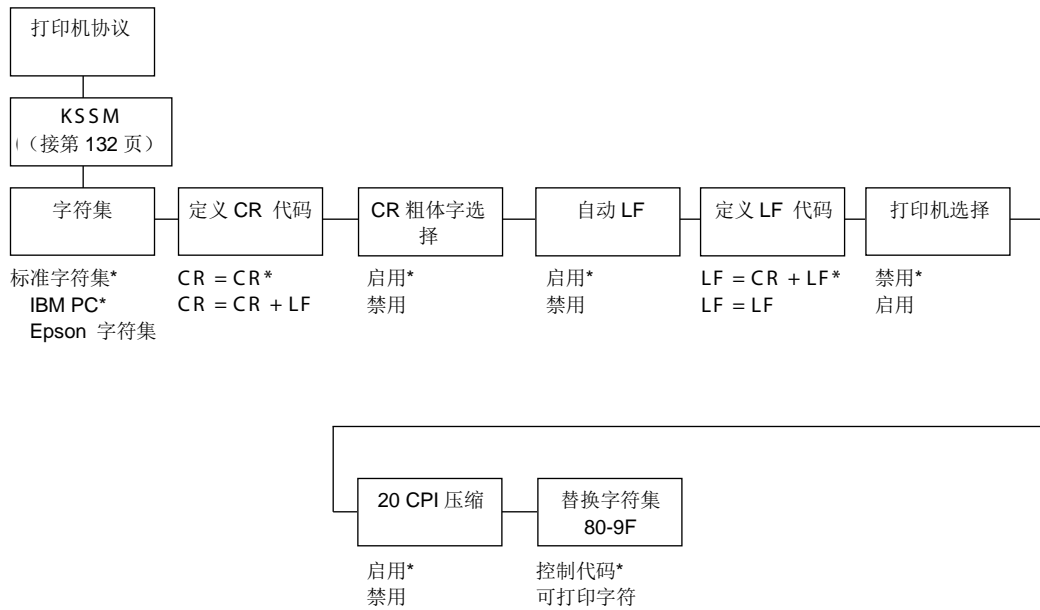 打印机协议
KSSM
(（接第 132 页）
字符集
定义 CR 代码
CR 粗体字选
择
自动 LF
定义 LF 代码
打印机选择
标准字符集*
IBM PC*
Epson 字符集
CR = CR*
CR = CR + LF
启用*
禁用
启用*
禁用
LF = CR + LF*
LF = LF
禁用*
启用
20 CPI 压缩
替换字符集
80-9F
启用*
禁用
控制代码*
可打印字符